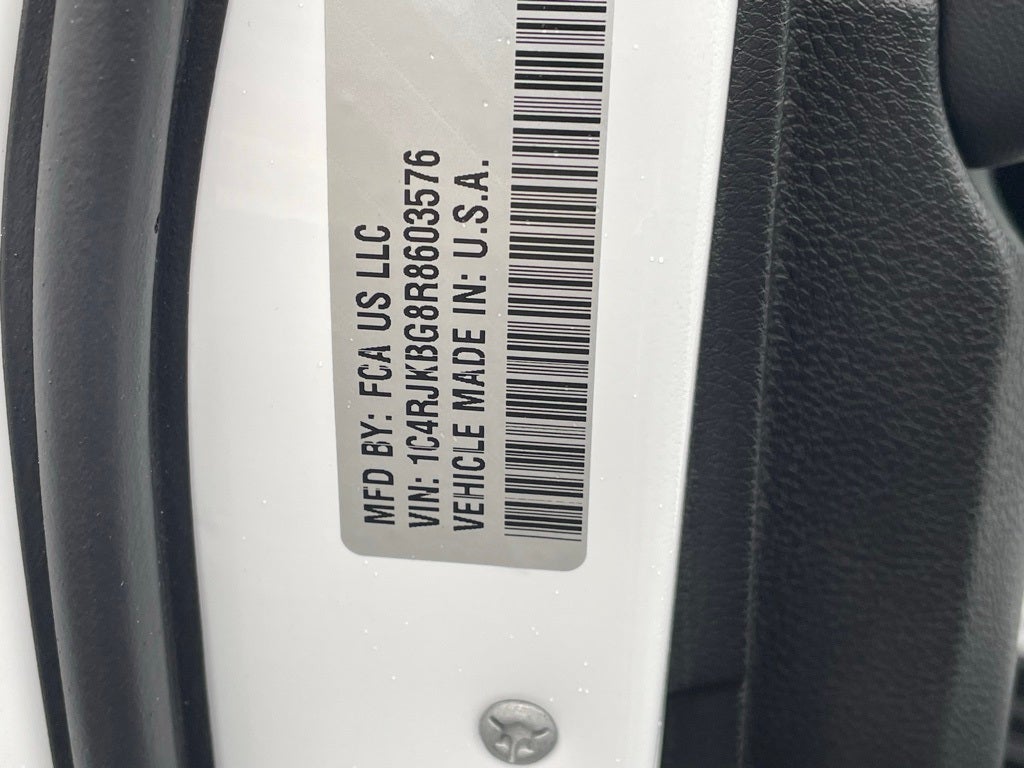 MFD BY: FCA US LLC
VIN: 1C4RJKBG8R8603576
VEHICLE MADE IN: U.S.A.